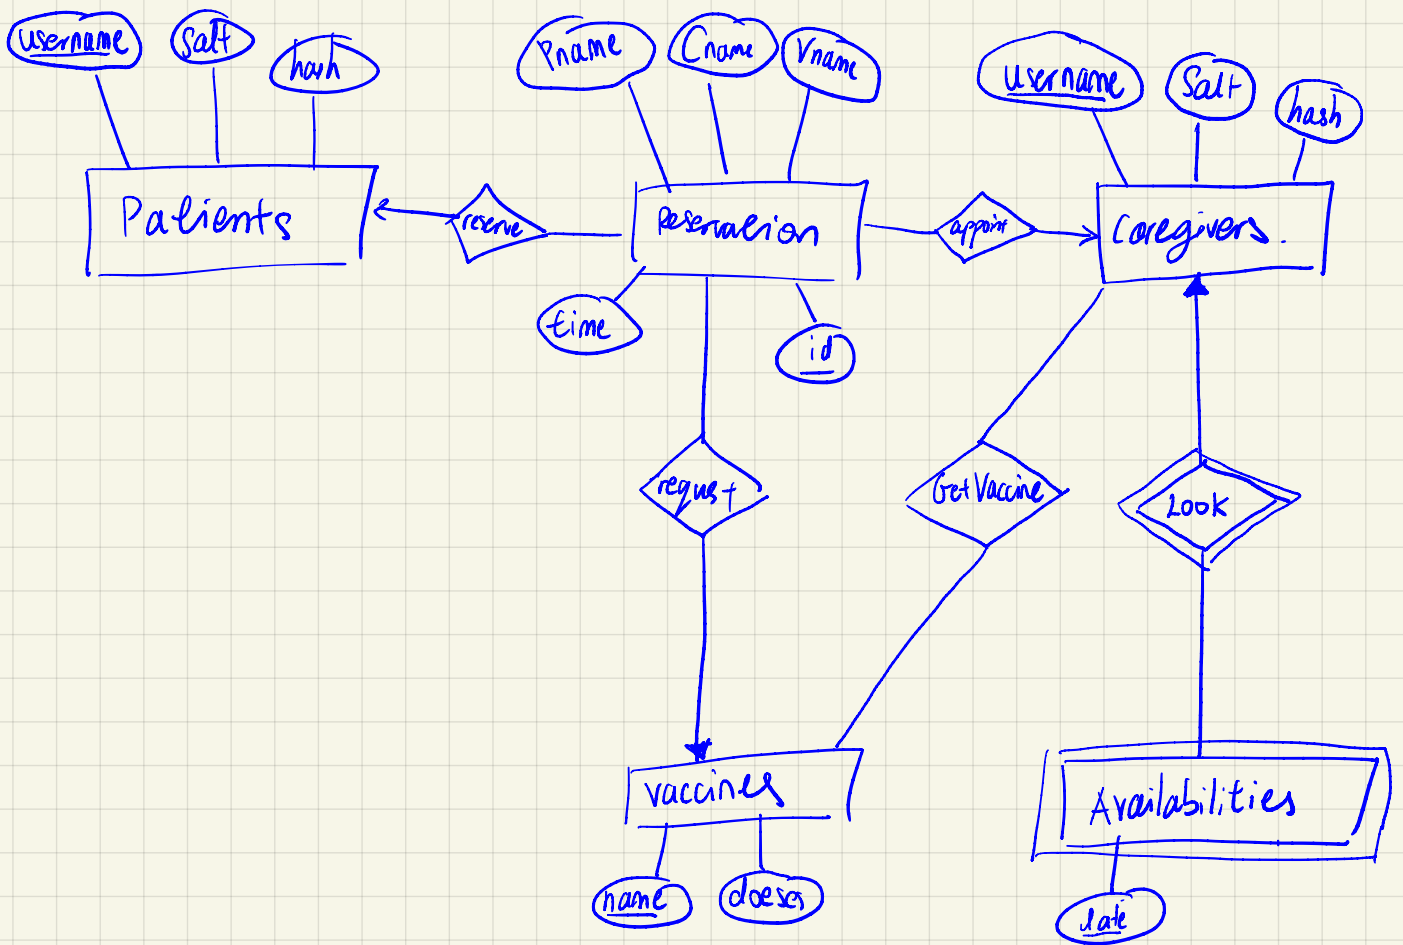 username
Salt
hash
Pname
Cname
Vname
username
Salt
hash
Patients
reserve
Reservation
appoint
Caregivers.
time
id
request
GetVaccine
Look
vaccines
Availabilities
name
doeses
date